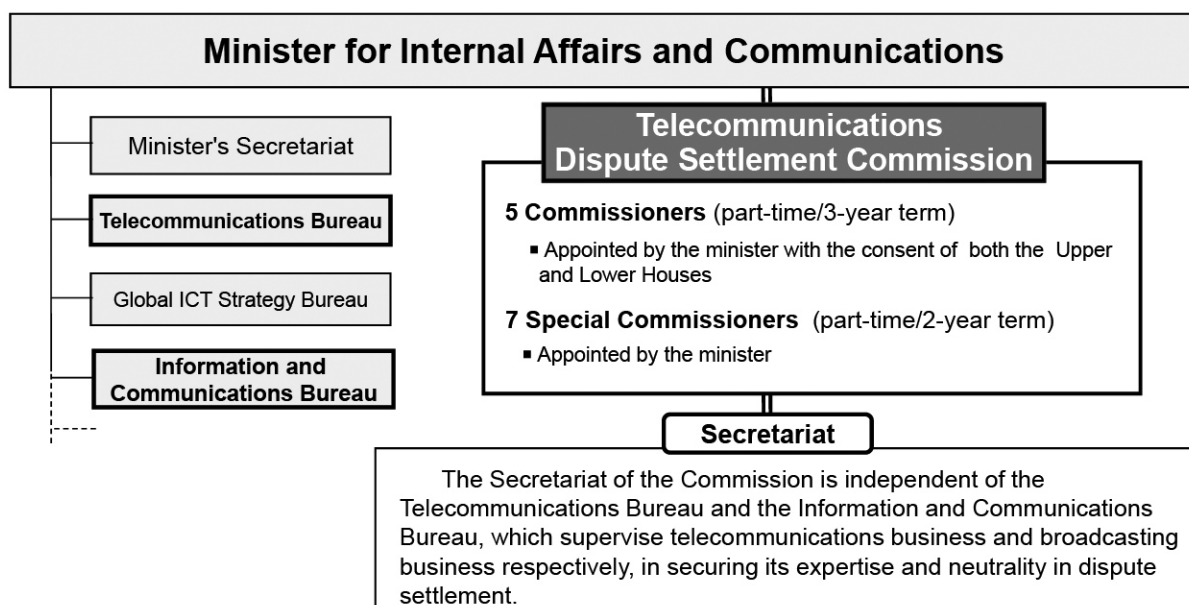 Minister for Internal Affairs and Communications
Minister's Secretariat
Telecommunications Bureau
Global ICT Strategy Bureau
Information and
Communications Bureau
Telecommunications
Dispute Settlement Commission
5 Commissioners (part-time/3-year term)
▪ Appointed by the minister with the consent of both the Upper
and Lower Houses
7 Special Commissioners (part-time/2-year term)
▪ Appointed by the minister
Secretariat
The Secretariat of the Commission is independent of the
Telecommunications Bureau and the Information and Communications
Bureau, which supervise telecommunications business and broadcasting
business respectively, in securing its expertise and neutrality in dispute
settlement.